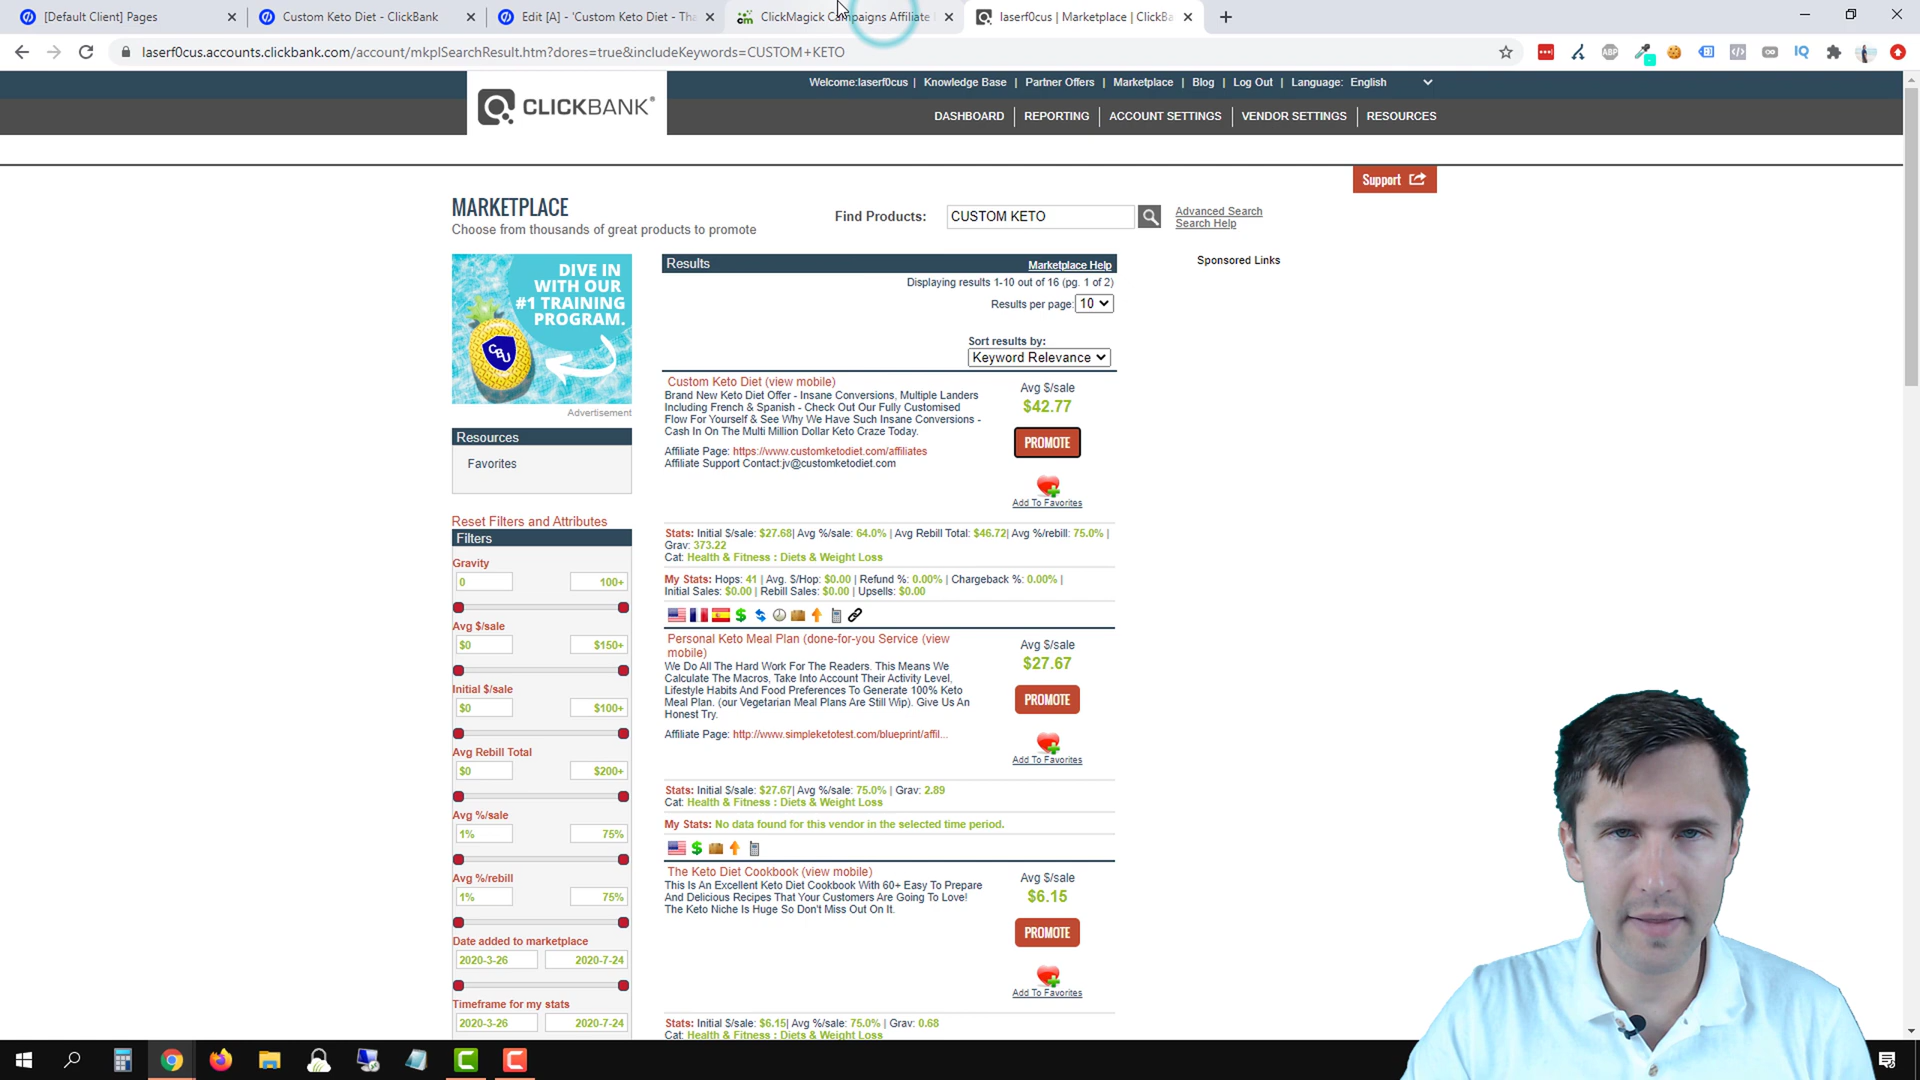 [Default Client] Pages
Custom Keto Diet - ClickBank
Edit [A] - 'Custom Keto Diet - Tha
ClickMagick Campaigns Affiliate
laserf0cus | Marketplace | ClickBa
laserf0cus.accounts.clickbank.com/account/mkplSearchResult.htm?dores=true&includeKeywords=CUSTOM+KETO
ABP
IQ
Welcome:laserf0cus | Knowledge Base | Partner Offers | Marketplace | Blog | Log Out | Language: English
CLICKBANK®
DASHBOARD | REPORTING | ACCOUNT SETTINGS | VENDOR SETTINGS | RESOURCES
Support
MARKETPLACE
Choose from thousands of great products to promote
Find Products: CUSTOM KETO
Advanced Search
Search Help
DIVE IN
WITH OUR
#1 TRAINING
PROGRAM.
CBU
Advertisement
Resources
Favorites
Reset Filters and Attributes
Filters
Gravity
0 100+
Avg $/sale
$0 $150+
Initial $/sale
$0 $100+
Avg Rebill Total
$0 $200+
Avg %/sale
1% 75%
Avg %/rebill
1% 75%
Date added to marketplace
2020-3-26 2020-7-24
Timeframe for my stats
2020-3-26 2020-7-24
Results
Marketplace Help
Displaying results 1-10 out of 16 (pg. 1 of 2)
Results per page: 10
Sort results by:
Keyword Relevance
Custom Keto Diet (view mobile)
Brand New Keto Diet Offer - Insane Conversions, Multiple Landers
Including French & Spanish - Check Out Our Fully Customised
Flow For Yourself & See Why We Have Such Insane Conversions -
Cash In On The Multi Million Dollar Keto Craze Today.
Affiliate Page: https://www.customketodiet.com/affiliates
Affiliate Support Contact:jv@customketodiet.com
Avg $/sale
$42.77
PROMOTE
Add To Favorites
Stats: Initial $/sale: $27.68| Avg %/sale: 64.0% | Avg Rebill Total: $46.72| Avg %/rebill: 75.0% |
Grav: 373.22
Cat: Health & Fitness : Diets & Weight Loss
My Stats: Hops: 41 | Avg. $/Hop: $0.00 | Refund %: 0.00% | Chargeback %: 0.00% |
Initial Sales: $0.00 | Rebill Sales: $0.00 | Upsells: $0.00
Personal Keto Meal Plan (done-for-you Service (view
mobile)
We Do All The Hard Work For The Readers. This Means We
Calculate The Macros, Take Into Account Their Activity Level,
Lifestyle Habits And Food Preferences To Generate 100% Keto
Meal Plan. (our Vegetarian Meal Plans Are Still Wip). Give Us An
Honest Try.
Affiliate Page: http://www.simpleketotest.com/blueprint/affil...
Avg $/sale
$27.67
PROMOTE
Add To Favorites
Stats: Initial $/sale: $27.67| Avg %/sale: 75.0% | Grav: 2.89
Cat: Health & Fitness : Diets & Weight Loss
My Stats: No data found for this vendor in the selected time period.
The Keto Diet Cookbook (view mobile)
This Is An Excellent Keto Diet Cookbook With 60+ Easy To Prepare
And Delicious Recipes That Your Customers Are Going To Love!
The Keto Niche Is Huge So Don't Miss Out On It.
Avg $/sale
$6.15
PROMOTE
Add To Favorites
Stats: Initial $/sale: $6.15| Avg %/sale: 75.0% | Grav: 0.68
Cat: Health & Fitness : Diets & Weight Loss
Sponsored Links